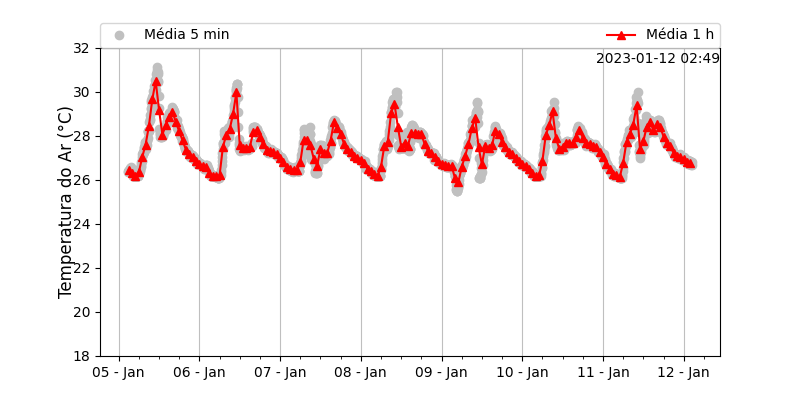 Média 5 min
Média 1 h
2023-01-12 02:49
Temperatura do Ar (°C)
32
30
28
26
24
22
20
18
05 - Jan
06 - Jan
07 - Jan
08 - Jan
09 - Jan
10 - Jan
11 - Jan
12 - Jan